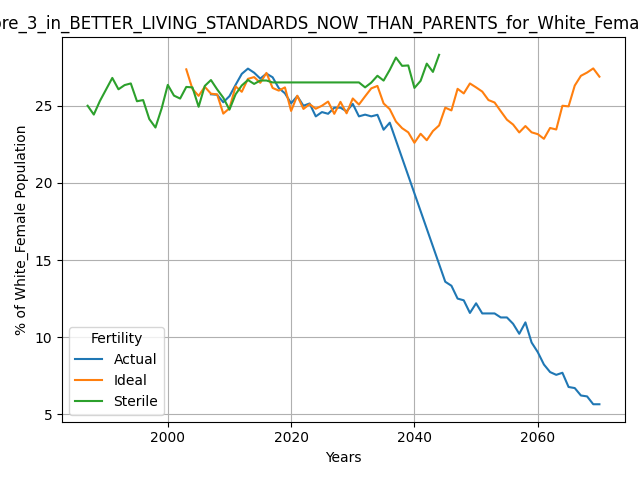 ore_3_in_BETTER_LIVING_STANDARDS_NOW_THAN_PARENTS_for_White_Fema
% of White_Female Population
25
20
15
10
5
Fertility
Actual
Ideal
Sterile
2000
2020
2040
2060
Years